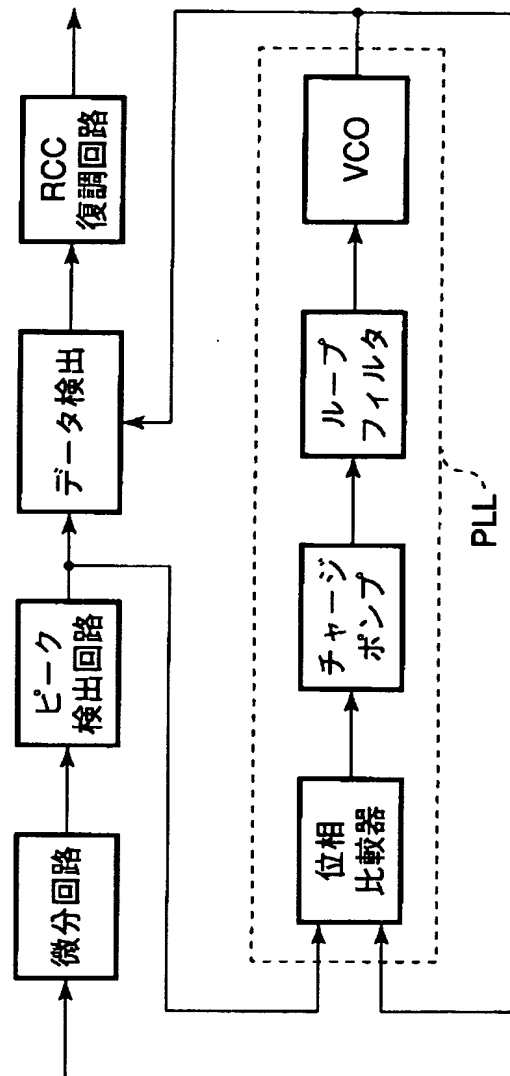 微分回路
ピーク
検出回路
データ検出
RCC
復調回路
位相
比較器
チャージ
ポンプ
ループ
フィルタ
VCO
PLL